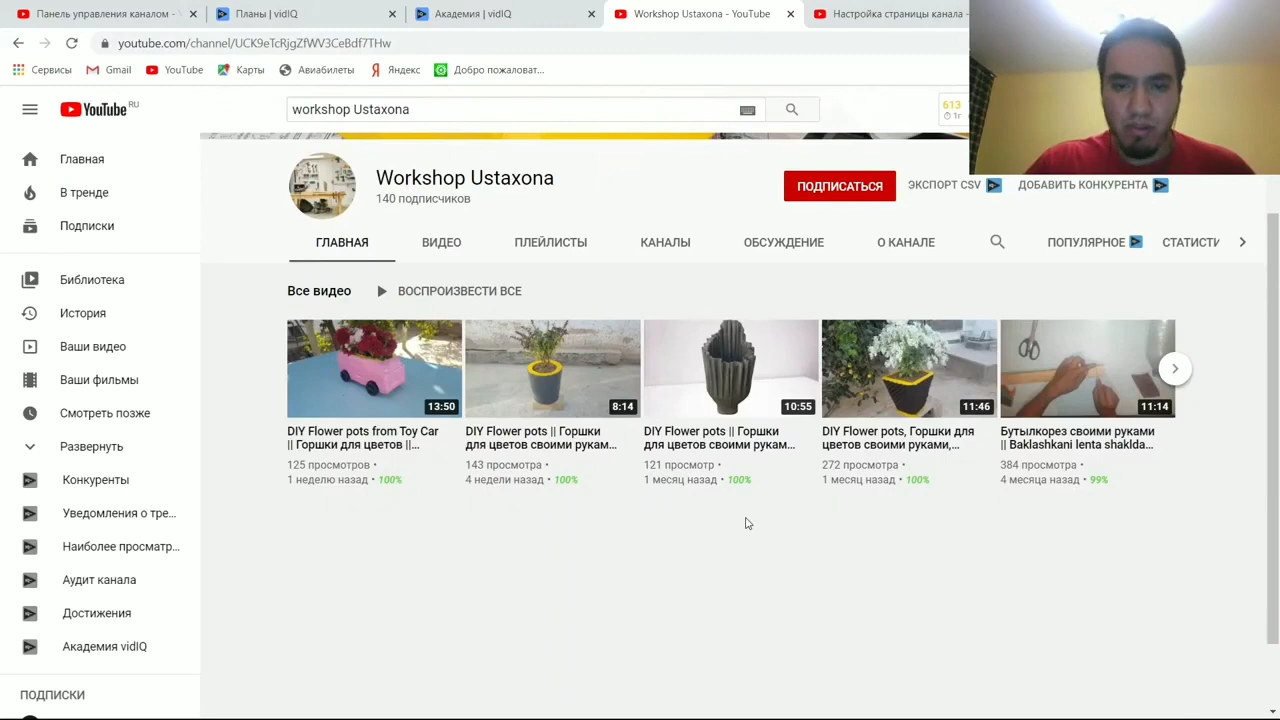 Панель управления каналом -
Планы | vidIQ
Академия | vidIQ
Workshop Ustaxona - YouTube
Настройка страницы канала -
youtube.com/channel/UCK9eTcRjgZfWV3CeBdf7THw
Сервисы
Gmail
YouTube
Карты
Авиабилеты
Яндекс
Добро пожаловат...
YouTube RU
workshop Ustaxona
613
1г
Главная
В тренде
Подписки
Библиотека
История
Ваши видео
Ваши фильмы
Смотреть позже
Развернуть
Конкуренты
Уведомления о тре...
Наиболее просматр...
Аудит канала
Достижения
Академия vidIQ
ПОДПИСКИ
Workshop Ustaxona
140 подписчиков
ПОДПИСАТЬСЯ
ЭКСПОРТ CSV
ДОБАВИТЬ КОНКУРЕНТА
ГЛАВНАЯ
ВИДЕО
ПЛЕЙЛИСТЫ
КАНАЛЫ
ОБСУЖДЕНИЕ
О КАНАЛЕ
ПОПУЛЯРНОЕ
СТАТИСТИ
Все видео
ВОСПРОИЗВЕСТИ ВСЕ
13:50
DIY Flower pots from Toy Car
|| Горшки для цветов ||...
125 просмотров •
1 неделю назад • 100%
8:14
DIY Flower pots || Горшки
для цветов своими рукам...
143 просмотра •
4 недели назад • 100%
10:55
DIY Flower pots || Горшки
для цветов своими рукам...
121 просмотр •
1 месяц назад • 100%
11:46
DIY Flower pots, Горшки для
цветов своими руками,...
272 просмотра •
1 месяц назад • 100%
11:14
Бутылкорез своими руками
|| Baklashkani lenta shaklda...
384 просмотра •
4 месяца назад • 99%